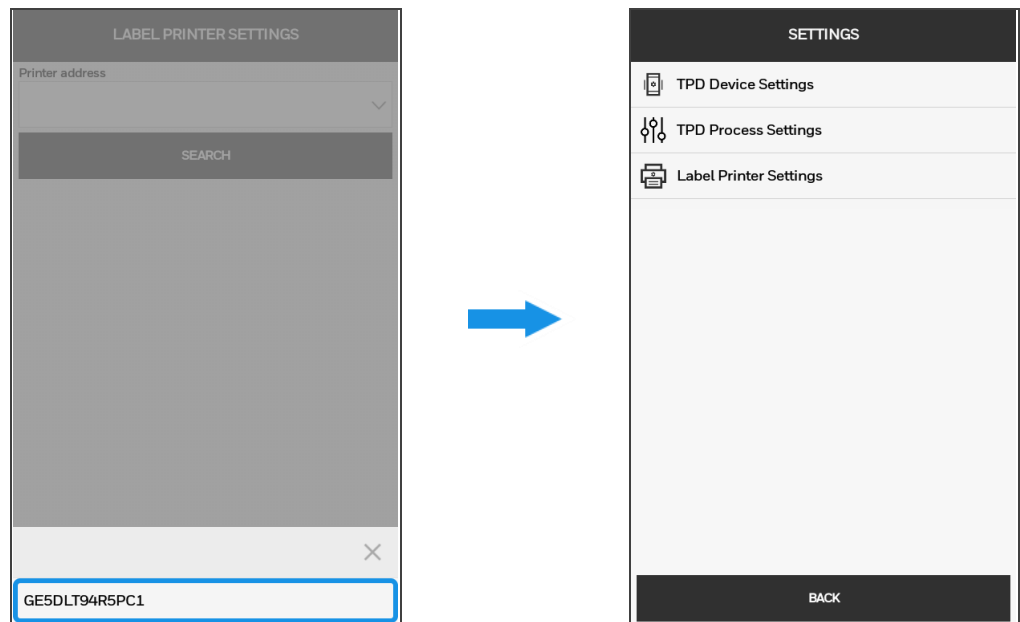 LABEL PRINTER SETTINGS
Printer address
SEARCH
GE5DLT94R5PC1
SETTINGS
TPD Device Settings
TPD Process Settings
Label Printer Settings
BACK